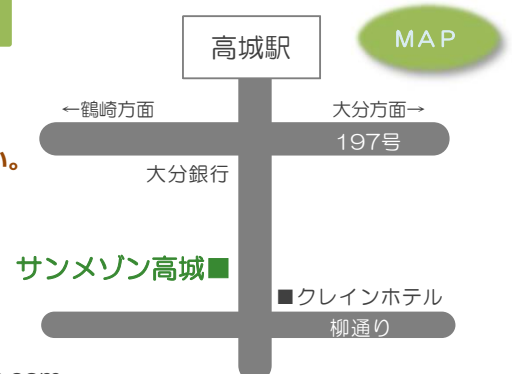 高城駅
MAP
←鶴崎方面
大分方面→
197号
い。
大分銀行
サンメゾン高城■
■クレインホテル
柳通り